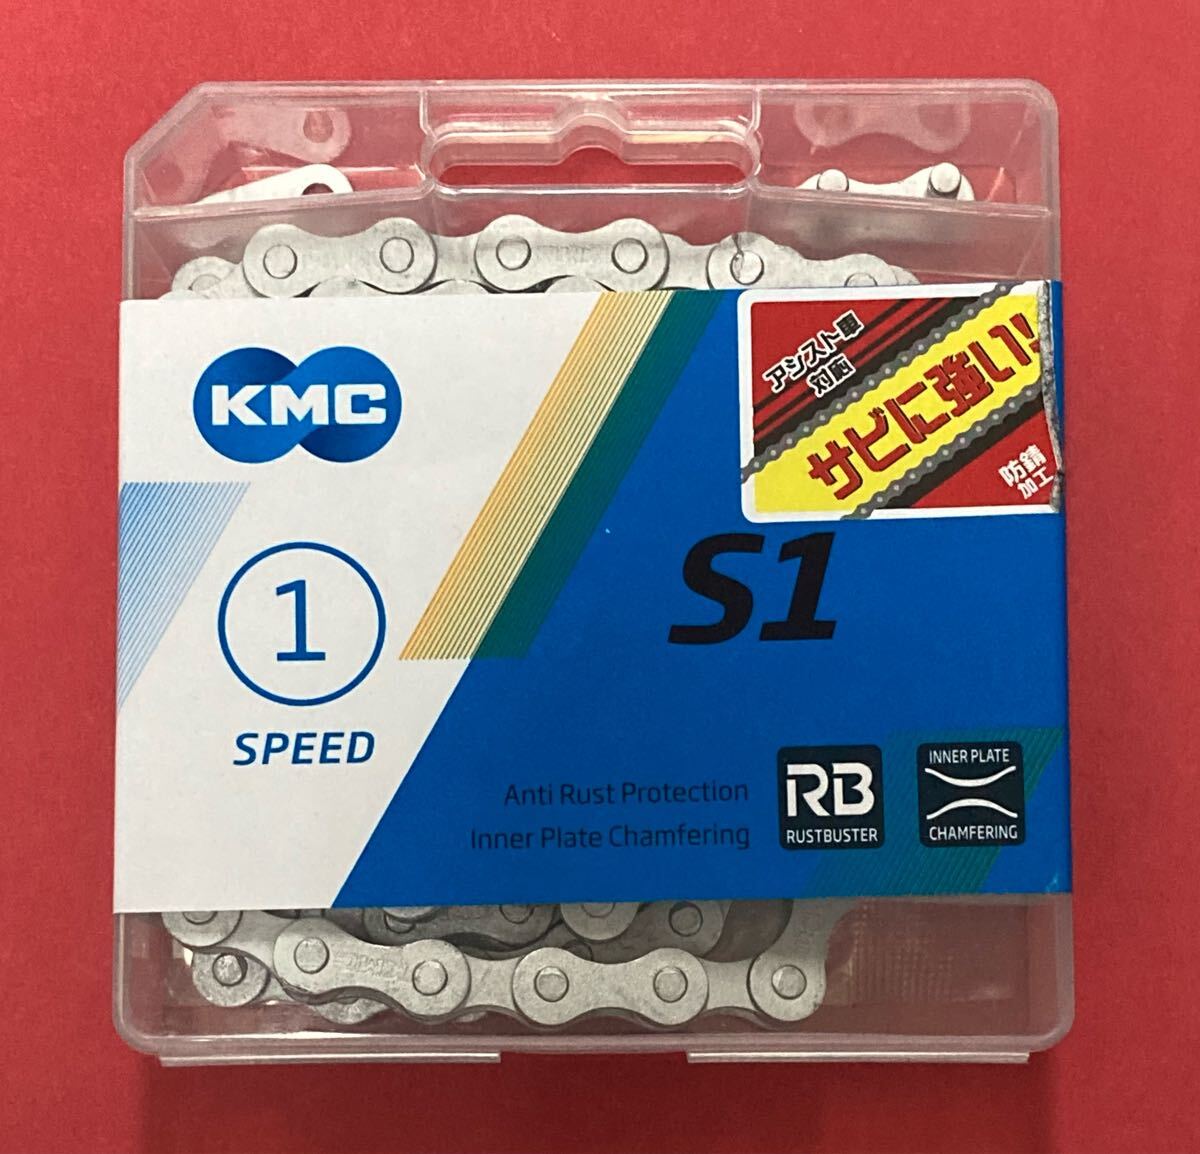 KMC
アシスト車
対応
サビに強い!
防錆
加工
1
SPEED
S1
Anti Rust Protection
Inner Plate Chamfering
RB
RUSTBUSTER
INNER PLATE
CHAMFERING